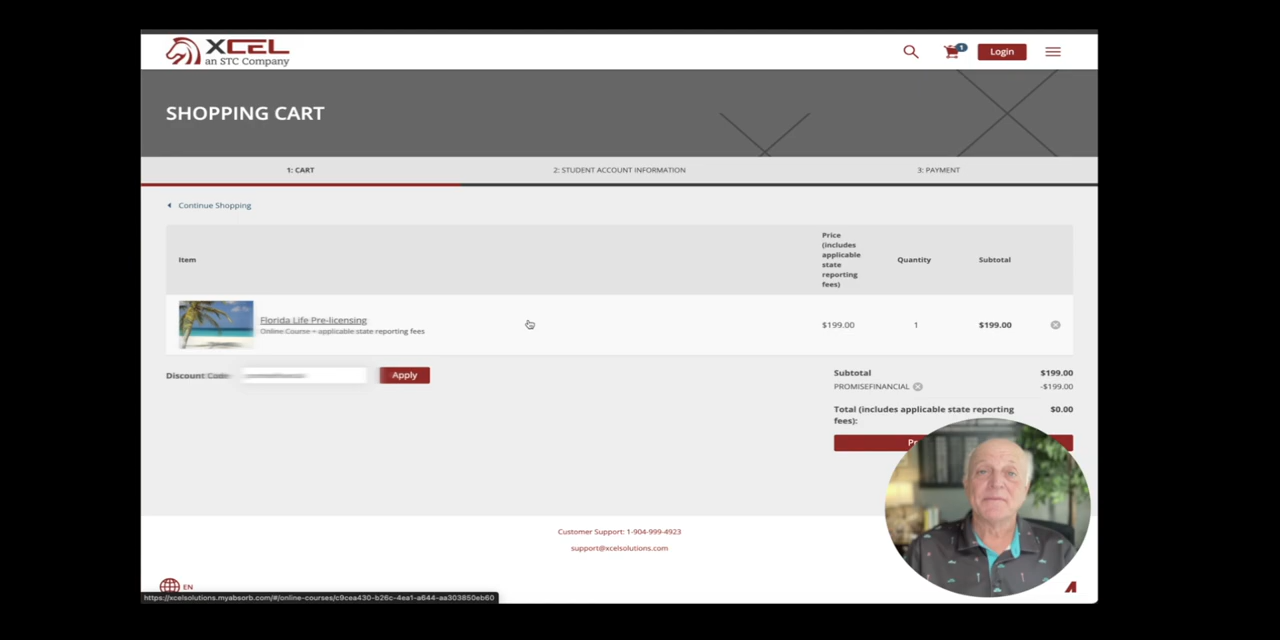 XCEL
an STC Company
1
Login
SHOPPING CART
1: CART
2: STUDENT ACCOUNT INFORMATION
3: PAYMENT
Continue Shopping
Item
Price
(includes
applicable
state
reporting
fees)
Quantity
Subtotal
Florida Life Pre-licensing
Online Course – applicable state reporting fees
$199.00
1
$199.00
Discount Code:
Apply
Subtotal
$199.00
PROMISEFINANCIAL
-$199.00
Total (includes applicable state reporting
fees):
$0.00
Customer Support: 1-904-999-4923
support@xcelsolutions.com
EN
https://xcelsolutions.myabsorb.com/#/online-courses/c9cea430-b26c-4ea1-a644-aa303850eb60